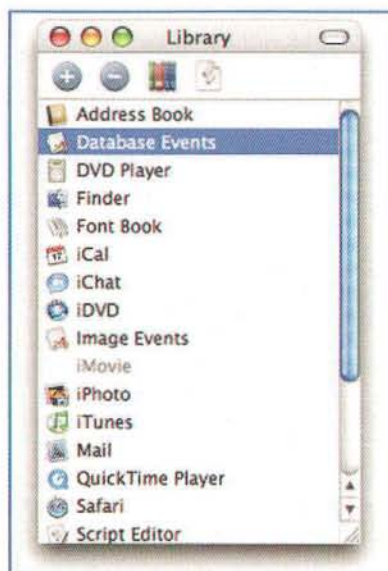 Library
Address Book
Database Events
DVD Player
Finder
Font Book
iCal
iChat
iDVD
Image Events
iMovie
iPhoto
iTunes
Mail
QuickTime Player
Safari
Script Editor